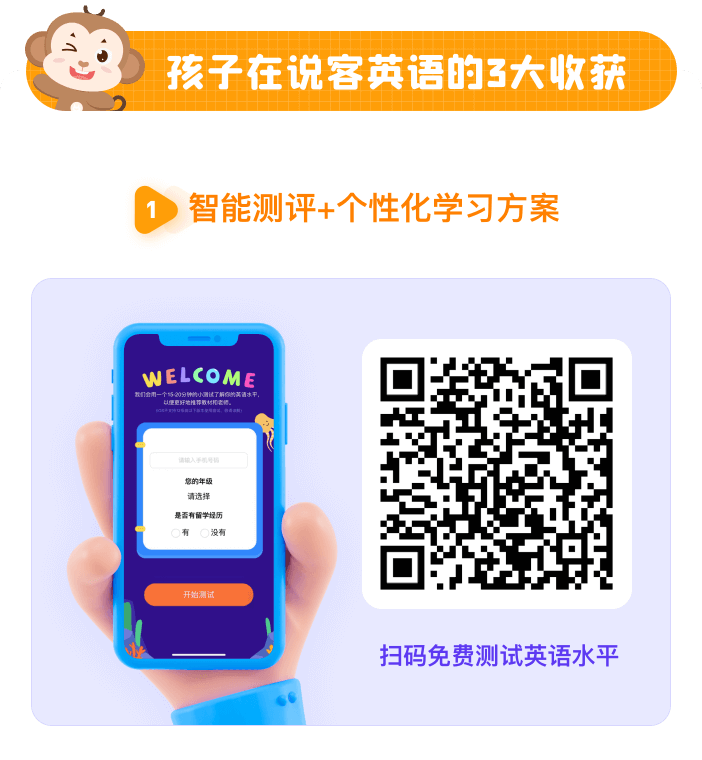 孩子在说客英语的3大收获
1
智能测评+个性化学习方案
WELCOME
我们会用一个15-20分钟的小测试了解你的英语水平,
以便更好地推荐教材和老师。
请输入手机号码
您的年级
请选择
是否有留学经历
有 没有
开始测试
扫码免费测试英语水平